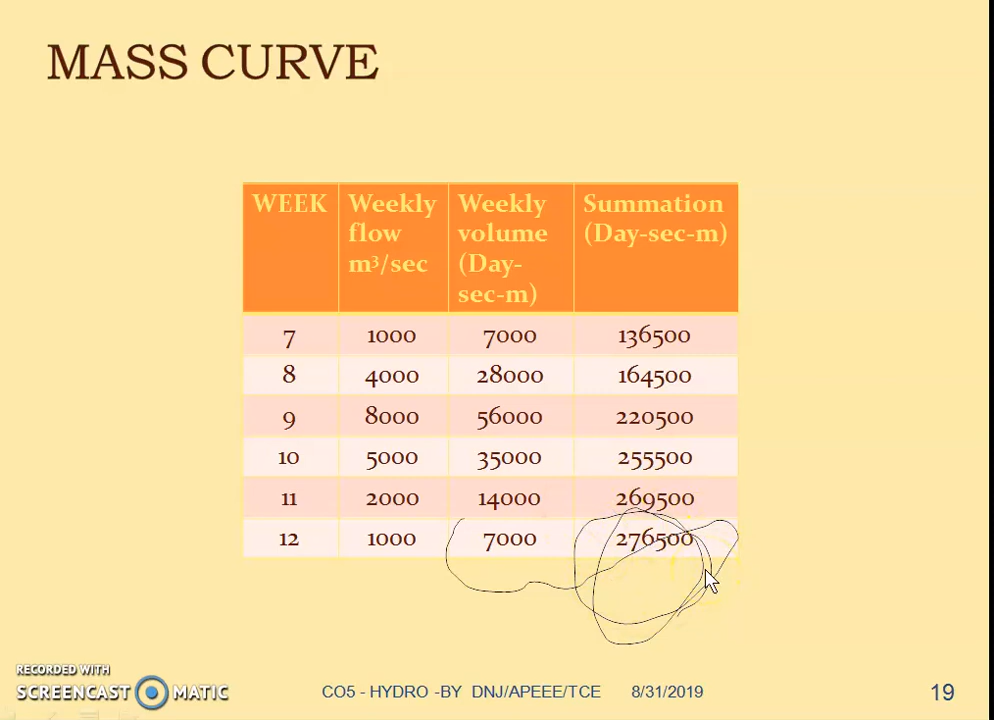 MASS CURVE
WEEK Weekly flow m³/sec Weekly volume (Day-sec-m) Summation (Day-sec-m)
7 1000 7000 136500
8 4000 28000 164500
9 8000 56000 220500
10 5000 35000 255500
11 2000 14000 269500
12 1000 7000 276500
RECORDED WITH
SCREENCAST MATIC
CO5 - HYDRO -BY DNJ/APEEE/TCE 8/31/2019 19